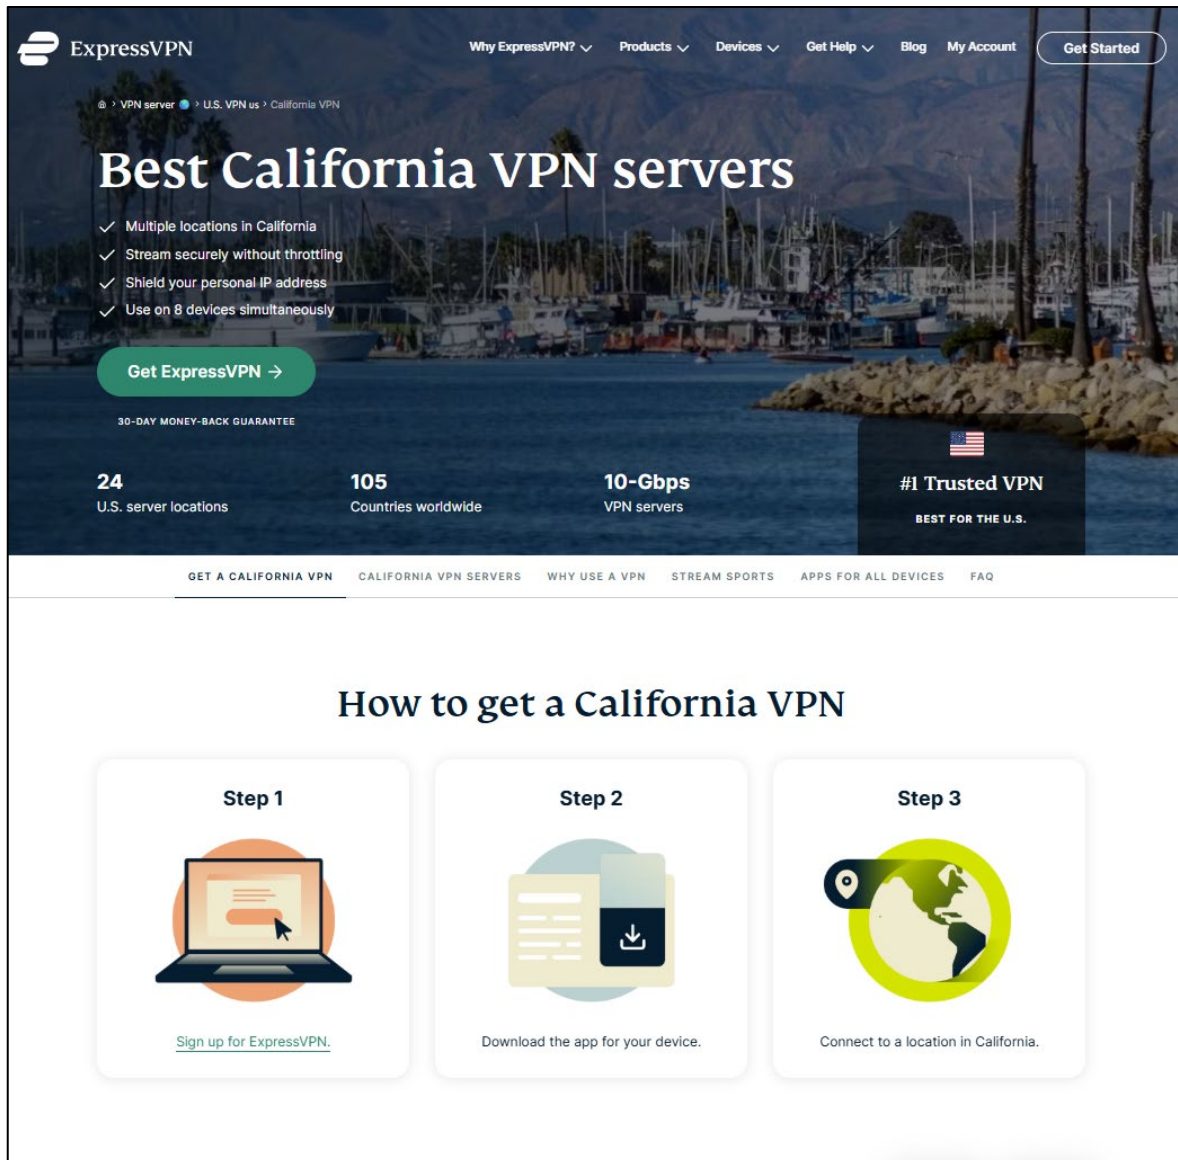 ExpressVPN
Why ExpressVPN? Products Devices Get Help Blog My Account Get Started
VPN server › U.S. VPN us › California VPN
Best California VPN servers
Multiple locations in California
Stream securely without throttling
Shield your personal IP address
Use on 8 devices simultaneously
Get ExpressVPN →
30-DAY MONEY-BACK GUARANTEE
24
U.S. server locations
105
Countries worldwide
10-Gbps
VPN servers
#1 Trusted VPN
BEST FOR THE U.S.
GET A CALIFORNIA VPN CALIFORNIA VPN SERVERS WHY USE A VPN STREAM SPORTS APPS FOR ALL DEVICES FAQ
How to get a California VPN
Step 1
Sign up for ExpressVPN.
Step 2
Download the app for your device.
Step 3
Connect to a location in California.